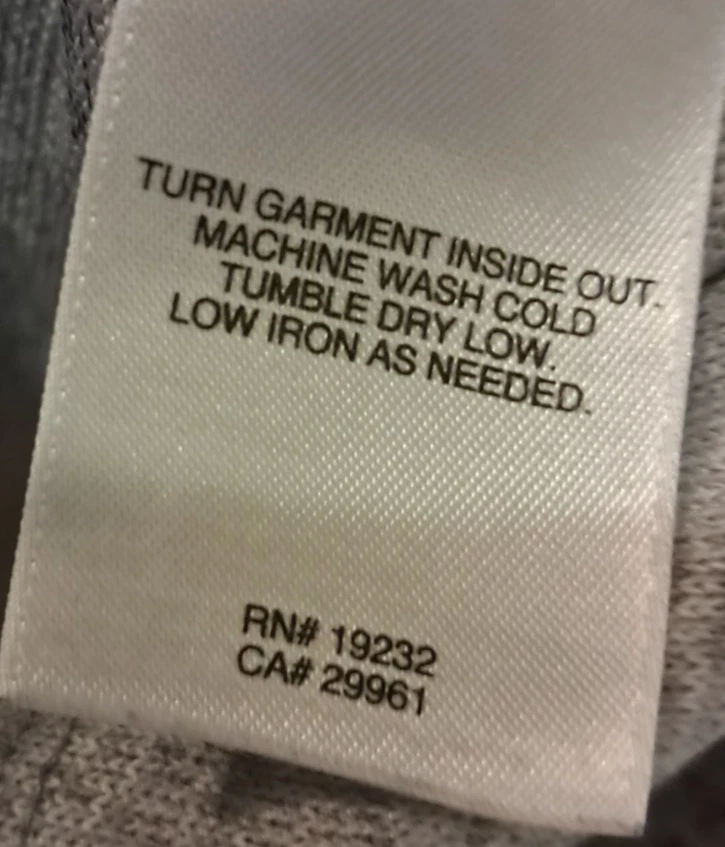 TURN GARMENT INSIDE OUT.
MACHINE WASH COLD
TUMBLE DRY LOW.
LOW IRON AS NEEDED.
RN# 19232
CA# 29961